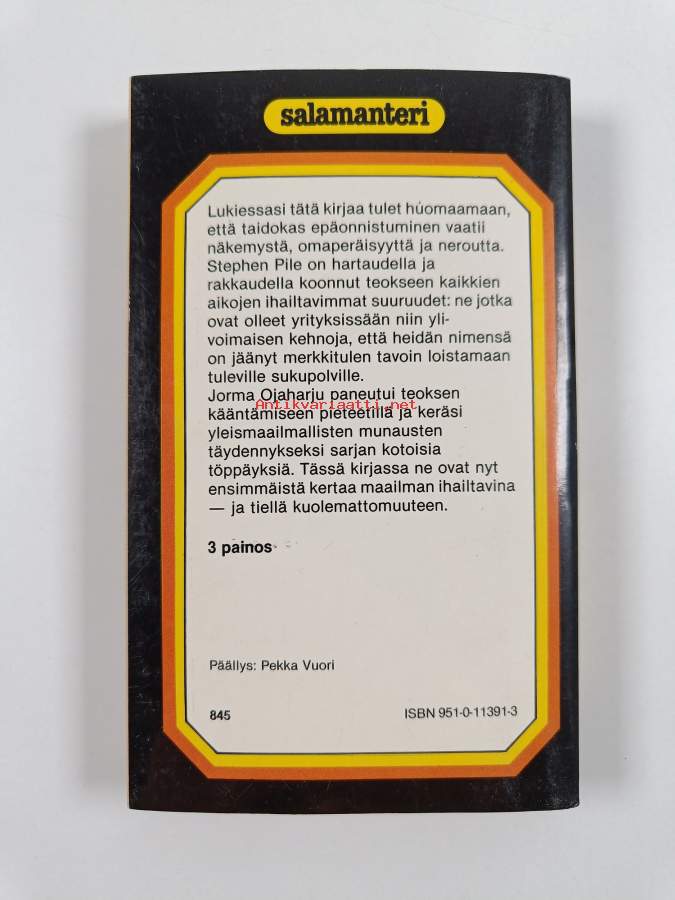 salamanteri
Lukiessasi tätä kirjaa tulet huomaamaan,
että taidokas epäonnistuminen vaatii
näkemystä, omaperäisyyttä ja neroutta.
Stephen Pile on hartaudella ja
rakkaudella koonnut teokseen kaikkien
aikojen ihailtavimmat suuruudet: ne jotka
ovat olleet yrityksissään niin yli-
voimaisen kehnoja, että heidän nimensä
on jäänyt merkkitulen tavoin loistamaan
tuleville sukupolville.
Jorma Ojaharju paneutui teoksen
Antikvariaatti.net
kääntämiseen pieteetillä ja keräsi
yleismaailmallisten munausten
täydennykseksi sarjan kotoisia
töppäyksiä. Tässä kirjassa ne ovat nyt
ensimmäistä kertaa maailman ihailtavina
— ja tiellä kuolemattomuuteen.
3 painos
Päällys: Pekka Vuori
845 ISBN 951-0-11391-3